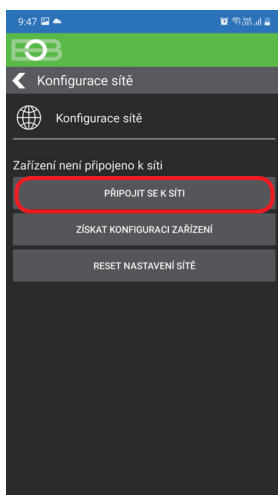 9:47
EOB
Konfigurace sítě
Konfigurace sítě
Zařízení není připojeno k síti
PŘIPOJIT SE K SÍTI
ZÍSKAT KONFIGURACI ZAŘÍZENÍ
RESET NASTAVENÍ SÍTĚ